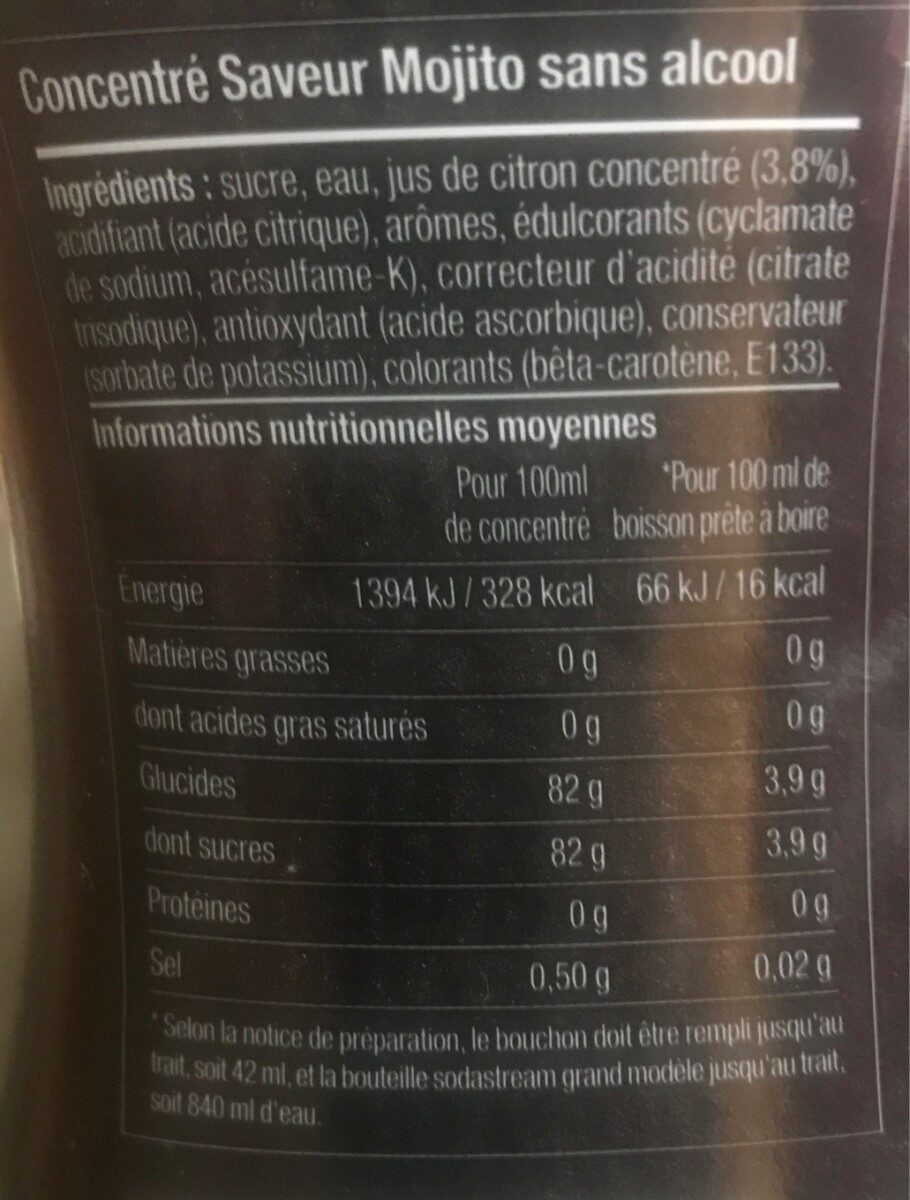 Concentré Saveur Mojito sans alcool
Ingrédients : sucre, eau, jus de citron concentré (3,8%),
acidifiant (acide citrique), arômes, édulcorants (cyclamate
de sodium, acésulfame-K), correcteur d'acidité (citrate
trisodique), antioxydant (acide ascorbique), conservateur
(sorbate de potassium), colorants (bêta-carotène, E133).
Informations nutritionnelles moyennes
Pour 100ml *Pour 100 ml de
de concentré boisson prête à boire
Énergie 1394 kJ / 328 kcal 66 kJ / 16 kcal
Matières grasses 0 g 0 g
dont acides gras saturés 0 g 0 g
Glucides 82 g 3,9 g
dont sucres 82 g 3,9 g
Protéines 0 g 0 g
Sel 0,50 g 0,02 g
* Selon la notice de préparation, le bouchon doit être rempli jusqu'au
trait, soit 42 ml, et la bouteille sodastream grand modèle jusqu'au trait,
soit 840 ml d'eau.